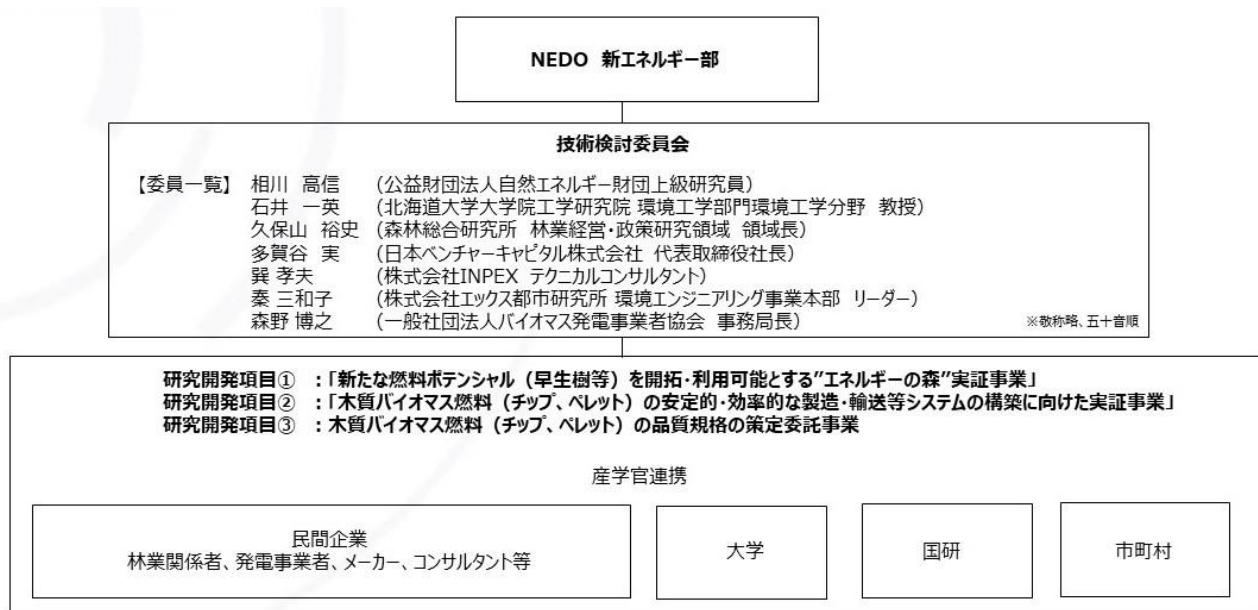 NEDO 新エネルギー部
技術検討委員会
【委員一覧】 相川 高信 (公益財団法人自然エネルギー財団上級研究員)
石井 一英 (北海道大学大学院工学研究院 環境工学部門環境工学分野 教授)
久保山 裕史 (森林総合研究所 林業経営・政策研究領域 領域長)
多賀谷 実 (日本ベンチャーキャピタル株式会社 代表取締役社長)
巽 孝夫 (株式会社INPEX テクニカルコンサルタント)
秦 三和子 (株式会社エックス都市研究所 環境エンジニアリング事業本部 リーダー)
森野 博之 (一般社団法人バイオマス発電事業者協会 事務局長)
※敬称略、五十音順
研究開発項目① :「新たな燃料ポテンシャル(早生樹等)を開拓・利用可能とする”エネルギーの森”実証事業」
研究開発項目② :「木質バイオマス燃料(チップ、ペレット)の安定的・効率的な製造・輸送等システムの構築に向けた実証事業」
研究開発項目③ :木質バイオマス燃料(チップ、ペレット)の品質規格の策定委託事業
産学官連携
民間企業
林業関係者、発電事業者、メーカー、コンサルタント等
大学
国研
市町村